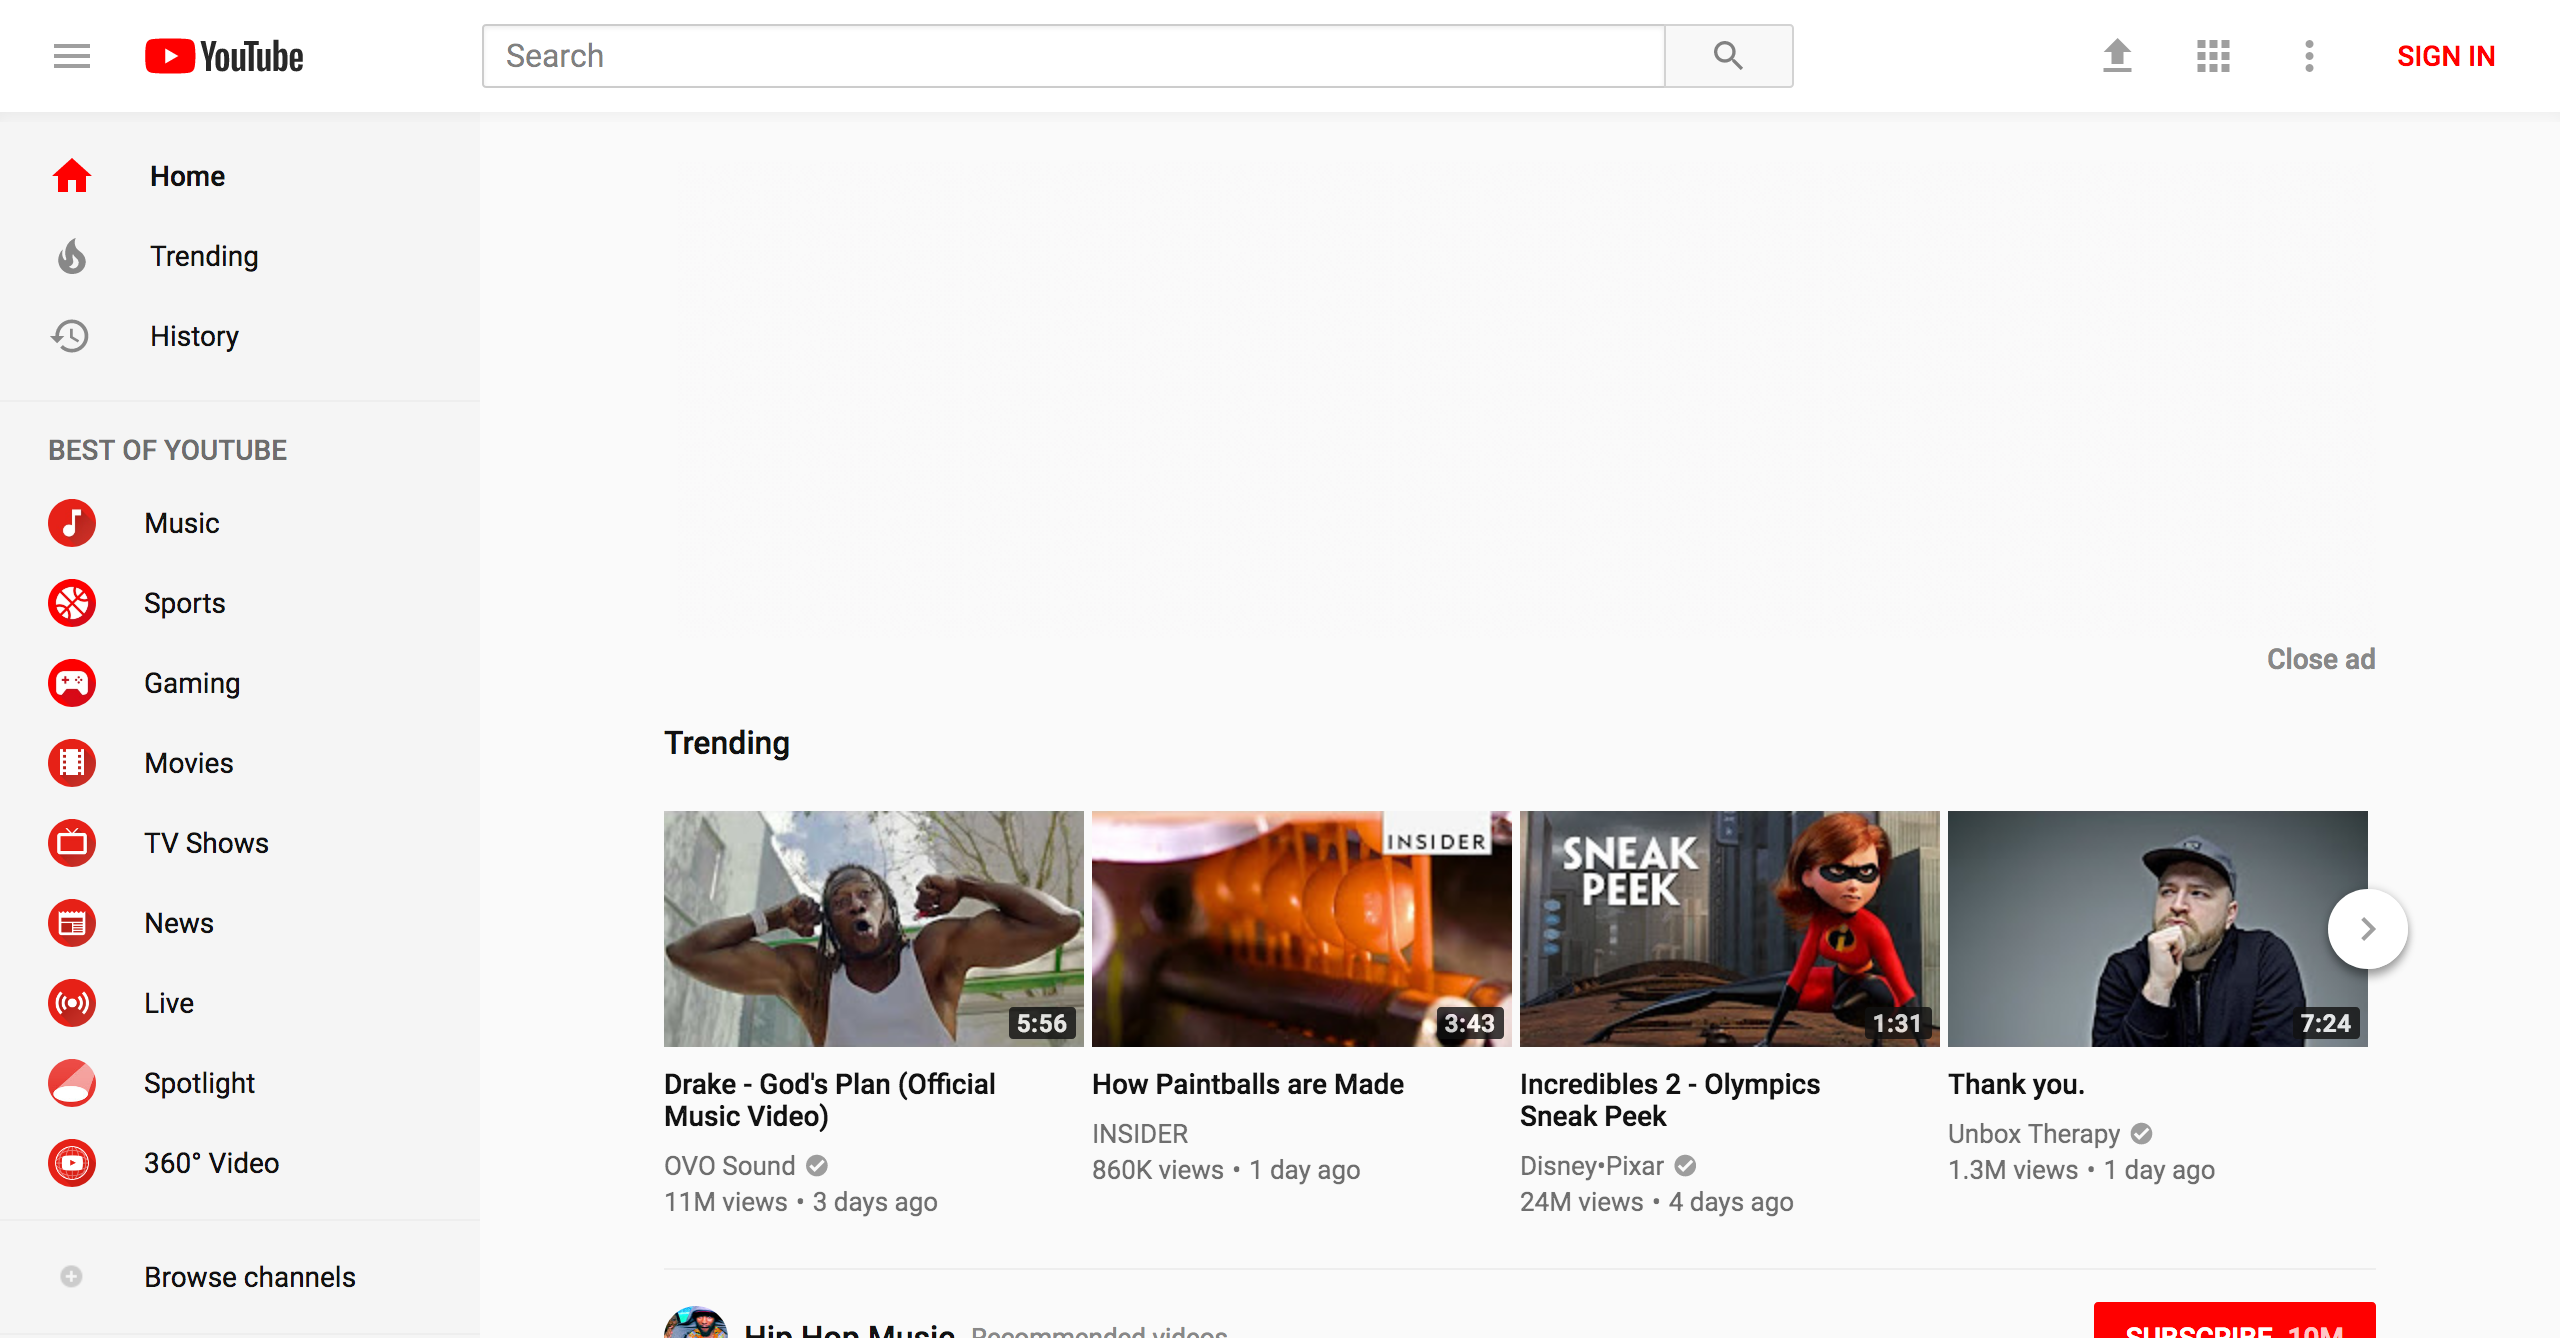 YouTube
Search
SIGN IN
Home
Trending
History
BEST OF YOUTUBE
Music
Sports
Gaming
Movies
TV Shows
News
Live
Spotlight
360° Video
Browse channels
Close ad
Trending
5:56
INSIDER
3:43
SNEAK
PEEK
1:31
7:24
Drake - God's Plan (Official
Music Video)
OVO Sound
11M views • 3 days ago
How Paintballs are Made
INSIDER
860K views • 1 day ago
Incredibles 2 - Olympics
Sneak Peek
Disney•Pixar
24M views • 4 days ago
Thank you.
Unbox Therapy
1.3M views • 1 day ago
Hip Hop Music Recommended videos
SUBSCRIBE 10M